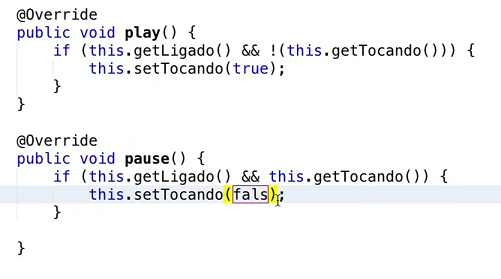 @Override
public void play() {
if (this.getLigado() && !(this.getTocando())) {
this.setTocando(true);
}
}
@Override
public void pause() {
if (this.getLigado() && this.getTocando()) {
this.setTocando(fals);
}
}